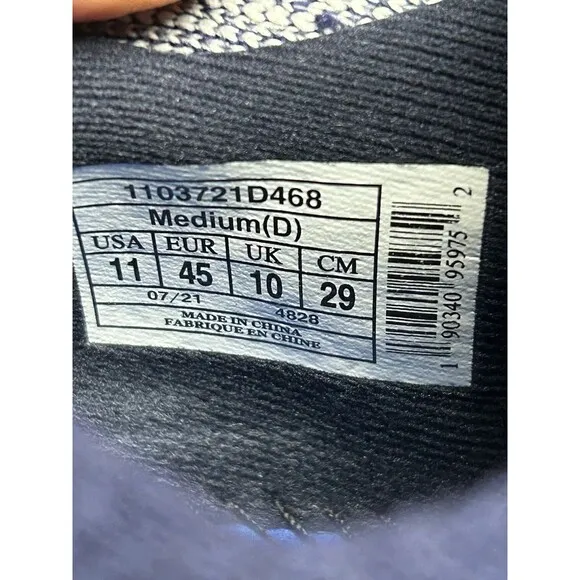 1103721D468
Medium(D)
USA EUR UK CM
11 45 10 29
07/21 4828
MADE IN CHINA
FABRIQUE EN CHINE
1 90340 95975 2